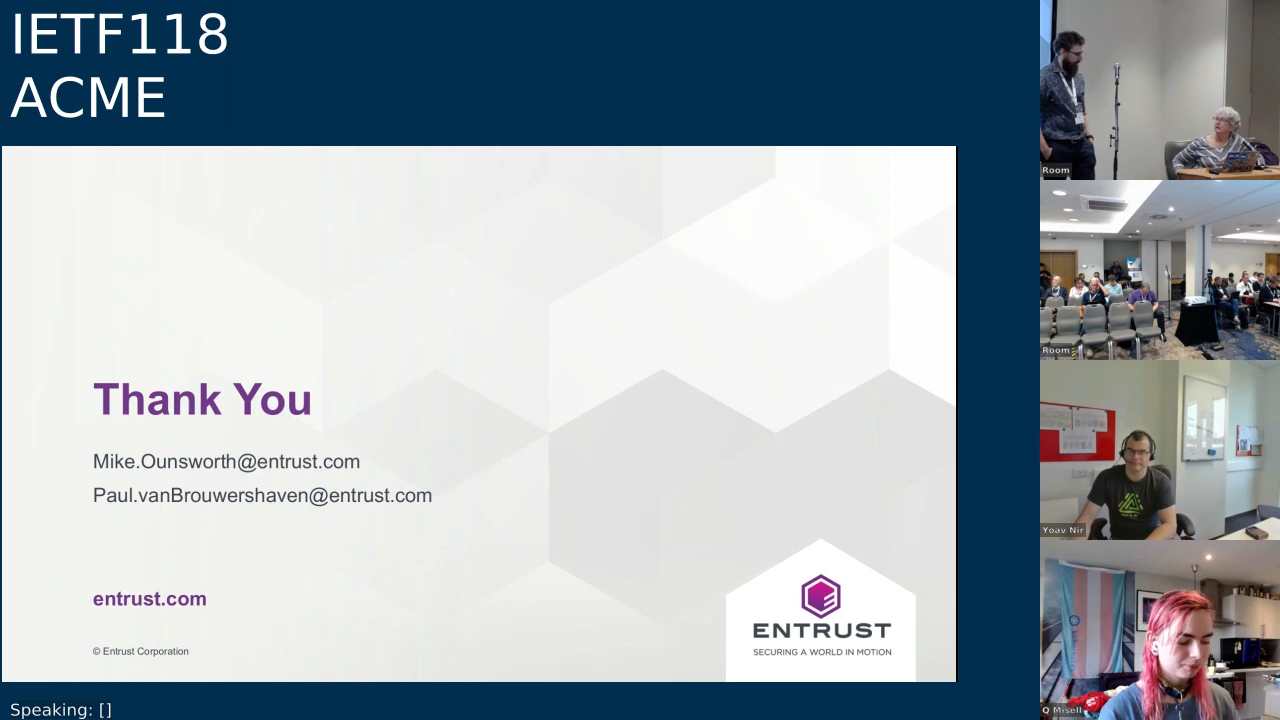 IETF118
ACME
Thank You
Mike.Ounsworth@entrust.com
Paul.vanBrouwershaven@entrust.com
entrust.com
© Entrust Corporation
ENTRUST
SECURING A WORLD IN MOTION
Speaking: []
Room
Room
Yoav Nir
Q Misell